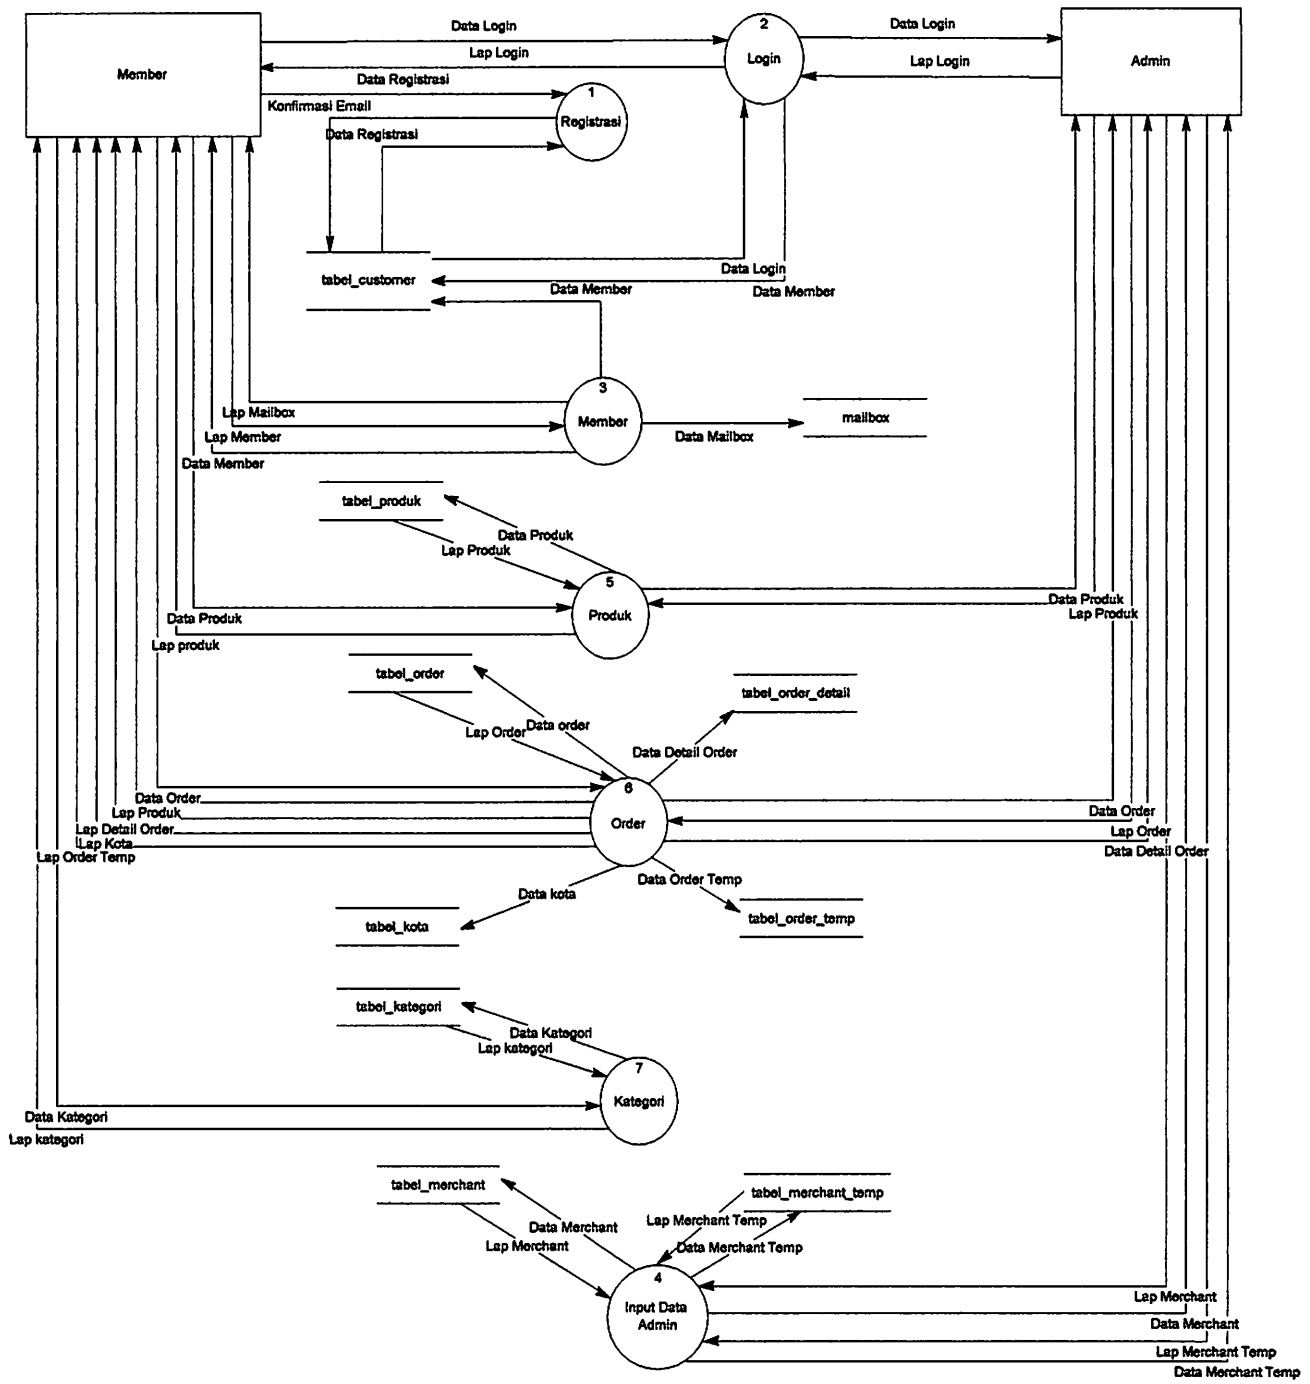 Data Login
2
Data Login
Member
Lap Login
Login
Lap Login
Admin
Data Registrasi
Konfirmasi Email
1
Registrasi
Data Registrasi
tabel_customer
Data Login
Data Member
Data Member
3
Member
Lap Mailbox
Lap Member
Data Member
Data Mailbox
mailbox
tabel_produk
Data Produk
Lap Produk
5
Produk
Data Produk
Lap produk
Data Produk
Lap Produk
tabel_order
tabel_order_detail
Data order
Lap Order
Data Detail Order
6
Order
Data Order
Lap Produk
Lap Detail Order
Lap Kota
Lap Order Temp
Data Order
Lap Order
Data Detail Order
Data kota
Data Order Temp
tabel_kota
tabel_order_temp
tabel_kategori
Data Kategori
Lap kategori
7
Kategori
Data Kategori
Lap kategori
tabel_merchant
tabel_merchant_temp
Data Merchant
Lap Merchant
Lap Merchant Temp
Data Merchant Temp
4
Input Data
Admin
Lap Merchant
Data Merchant
Lap Merchant Temp
Data Merchant Temp